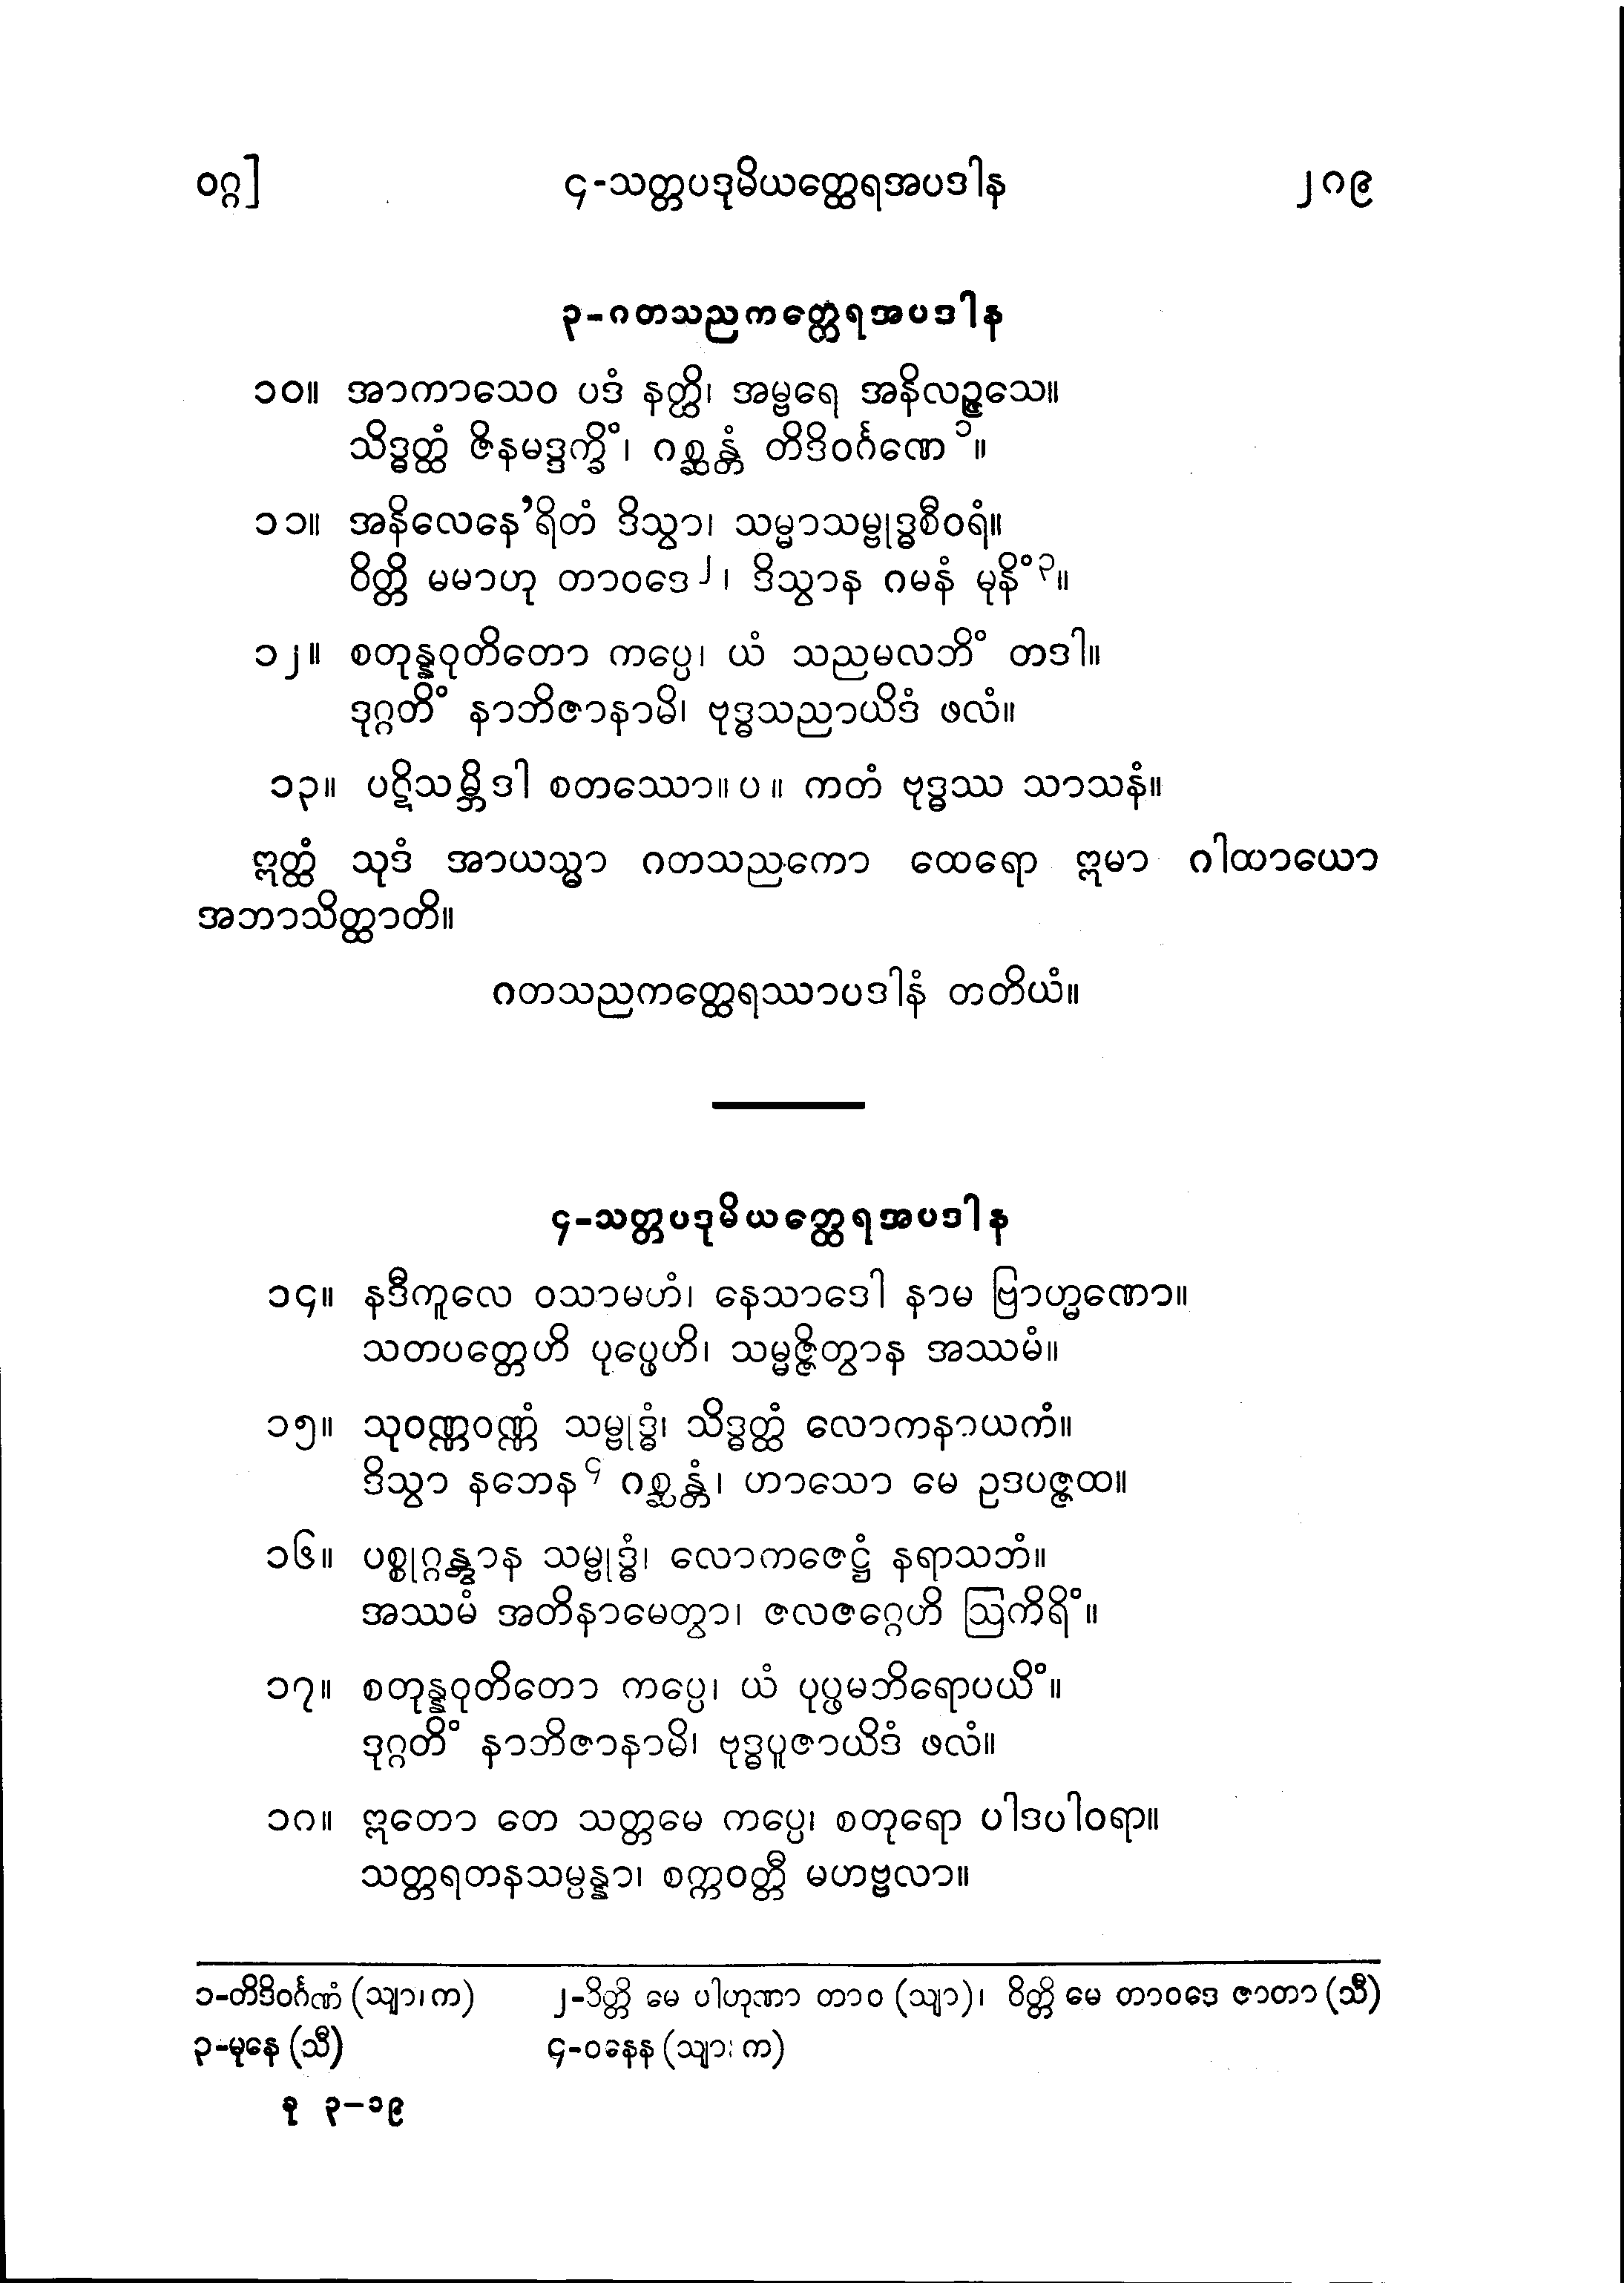 ဝဂ္ဂ] ၄-သတ္တပဒုမိယတ္ထေရအပဒါန ၂၈၉
၃-ဂတသညကတ္ထေရအပဒါန
၁၀။ အာကာသေဝ ပဒံ နတ္ထိ၊ အမ္ဗရေ အနိလဉ္ဇသေ။
သိဒ္ဓတ္ထံ ဇိနမဒ္ဒက္ခိံ၊ ဂစ္ဆန္တံ တိဒိဝင်္ဂဏေ ၁။
၁၁။ အနိလေနေ’ရိတံ ဒိသွာ၊ သမ္မာသမ္ဗုဒ္ဓစီဝရံ။
ဝိတ္တိ မမာဟု တာဝဒေ ၂၊ ဒိသွာန ဂမနံ မုနိံ ၃။
၁၂။ စတုန္နဝုတိတော ကပ္ပေ၊ ယံ သညမလဘိံ တဒါ။
ဒုဂ္ဂတိံ နာဘိဇာနာမိ၊ ဗုဒ္ဓသညာယိဒံ ဖလံ။
၁၃။ ပဋိသမ္ဘိဒါ စတဿော။ပ။ ကတံ ဗုဒ္ဓဿ သာသနံ။
ဣတ္ထံ သုဒံ အာယသ္မာ ဂတသညကော ထေရော ဣမာ ဂါထာယော
အဘာသိတ္ထာတိ။
ဂတသညကတ္ထေရဿာပဒါနံ တတိယံ။
၄-သတ္တပဒုမိယတ္ထေရအပဒါန
၁၄။ နဒီကူလေ ဝသာမဟံ၊ နေသာဒေါ နာမ ဗြာဟ္မဏော။
သတပတ္တေဟိ ပုပ္ဖေဟိ၊ သမ္မဇ္ဇိတွာန အဿမံ။
၁၅။ သုဝဏ္ဏဝဏ္ဏံ သမ္ဗုဒ္ဓံ၊ သိဒ္ဓတ္ထံ လောကနာယကံ။
ဒိသွာ နဘေန ၄ ဂစ္ဆန္တံ၊ ဟာသော မေ ဥဒပဇ္ဇထ။
၁၆။ ပစ္စုဂ္ဂန္တွာန သမ္ဗုဒ္ဓံ၊ လောကဇေဋ္ဌံ နရာသဘံ။
အဿမံ အတိနာမေတွာ၊ ဇလဇဂ္ဂေဟိ ဩကိရိံ။
၁၇။ စတုန္နဝုတိတော ကပ္ပေ၊ ယံ ပုပ္ဖမဘိရောပယိံ။
ဒုဂ္ဂတိံ နာဘိဇာနာမိ၊ ဗုဒ္ဓပူဇာယိဒံ ဖလံ။
၁၈။ ဣတော တေ သတ္တမေ ကပ္ပေ၊ စတုရော ပါဒပါဝရာ။
သတ္တရတနသမ္ပန္နာ၊ စက္ကဝတ္တီ မဟဗ္ဗလာ။
၁-တိဒိဝင်္ဂဏံ (သျာ၊က) ၂-ဝိတ္တိ မေ ပါဟုဏာ တာဝ (သျာ)၊ ဝိတ္တိ မေ တာဝဒေ ဇာတာ (သီ)
၃-မုနေ (သီ) ၄-ဝနေန (သျာ၊ က)
ခု ၃-၁၉